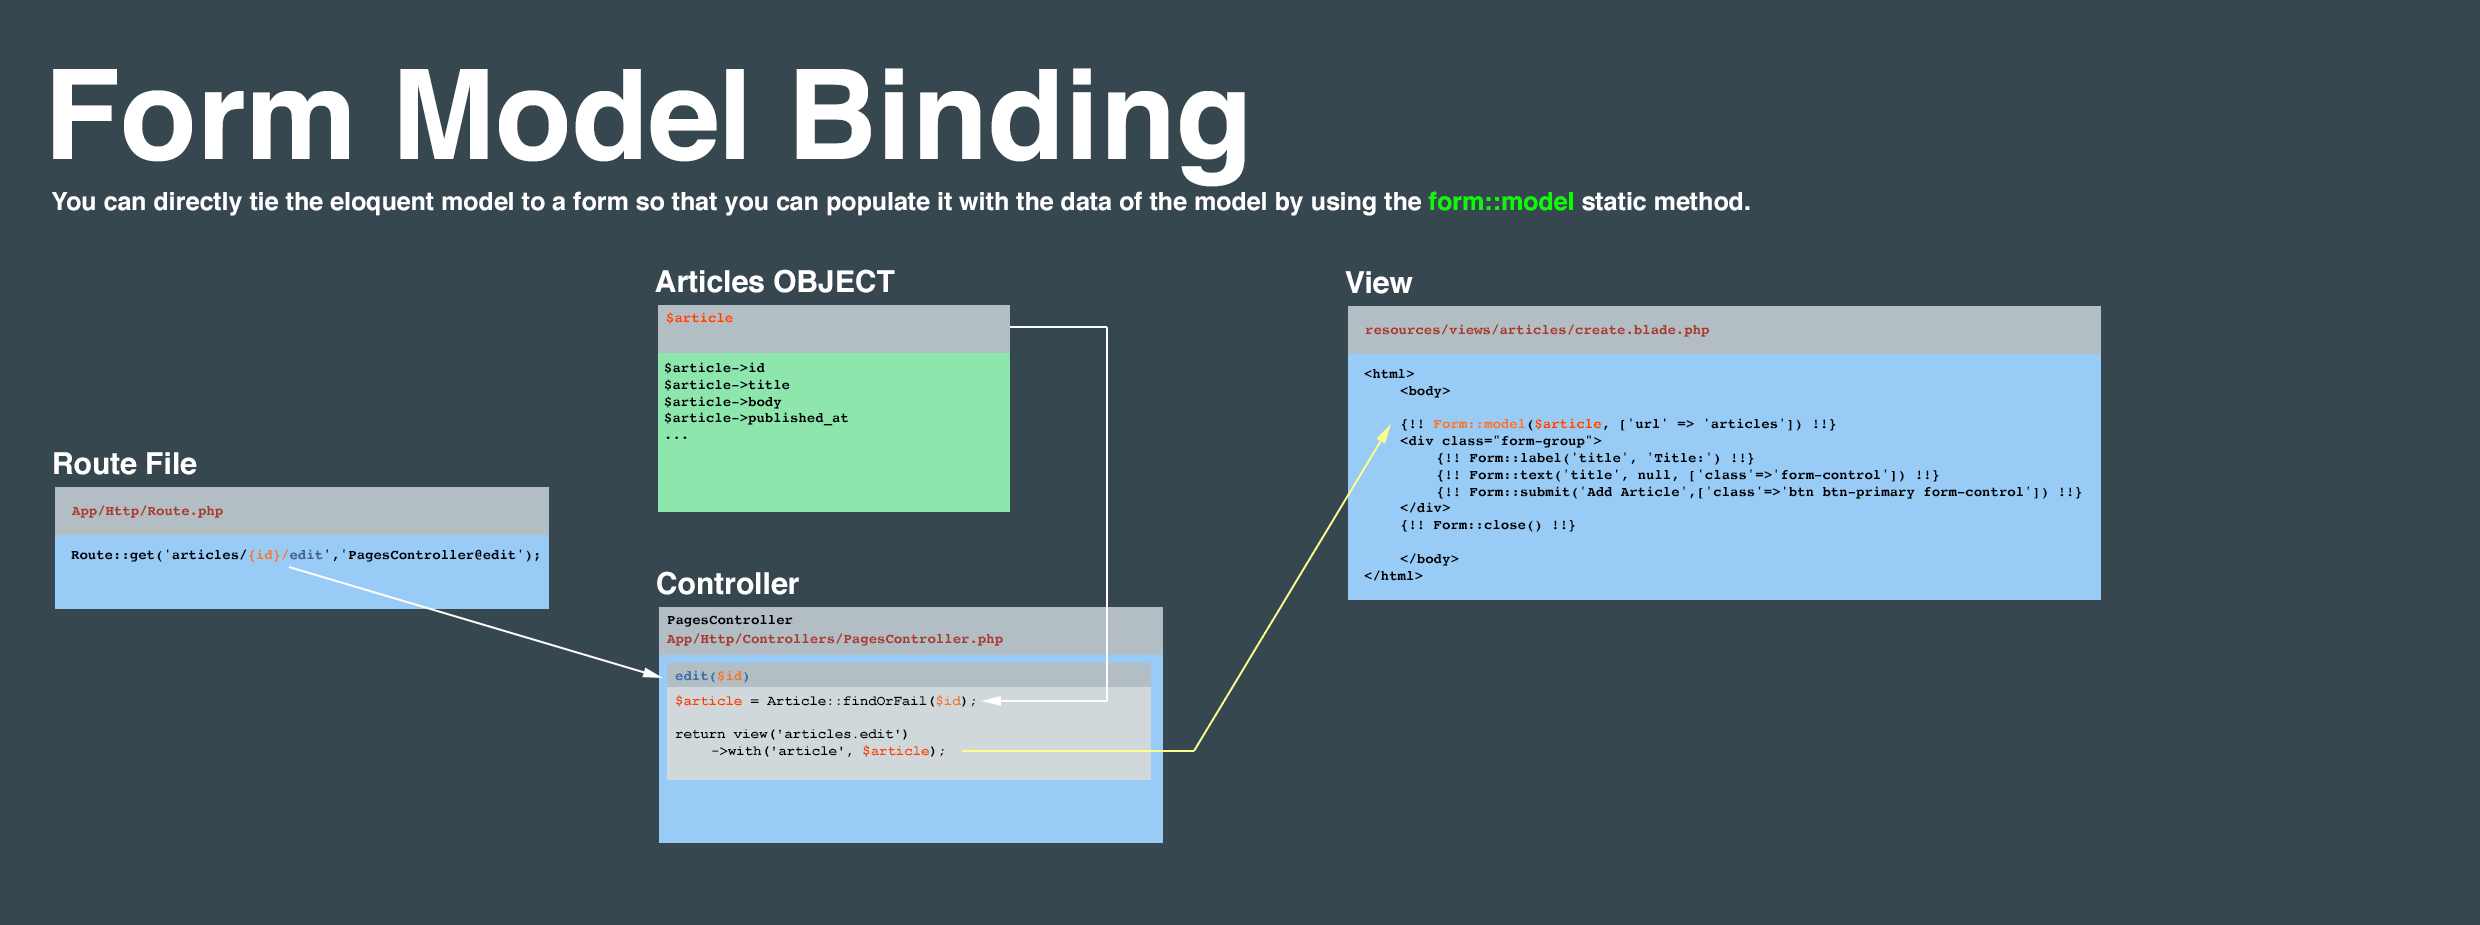 Form Model Binding
You can directly tie the eloquent model to a form so that you can populate it with the data of the model by using the form::model static method.
Articles OBJECT
$article
$article->id
$article->title
$article->body
$article->published_at
...
Route File
App/Http/Route.php
Route::get('articles/{id}/edit','PagesController@edit');
Controller
PagesController
App/Http/Controllers/PagesController.php
edit($id)
$article = Article::findOrFail($id);
return view('articles.edit')
->with('article', $article);
View
resources/views/articles/create.blade.php
<html>
<body>
{!! Form::model($article, ['url' => 'articles']) !!}
<div class="form-group">
{!! Form::label('title', 'Title:') !!}
{!! Form::text('title', null, ['class'=>'form-control']) !!}
{!! Form::submit('Add Article',['class'=>'btn btn-primary form-control']) !!}
</div>
{!! Form::close() !!}
</body>
</html>